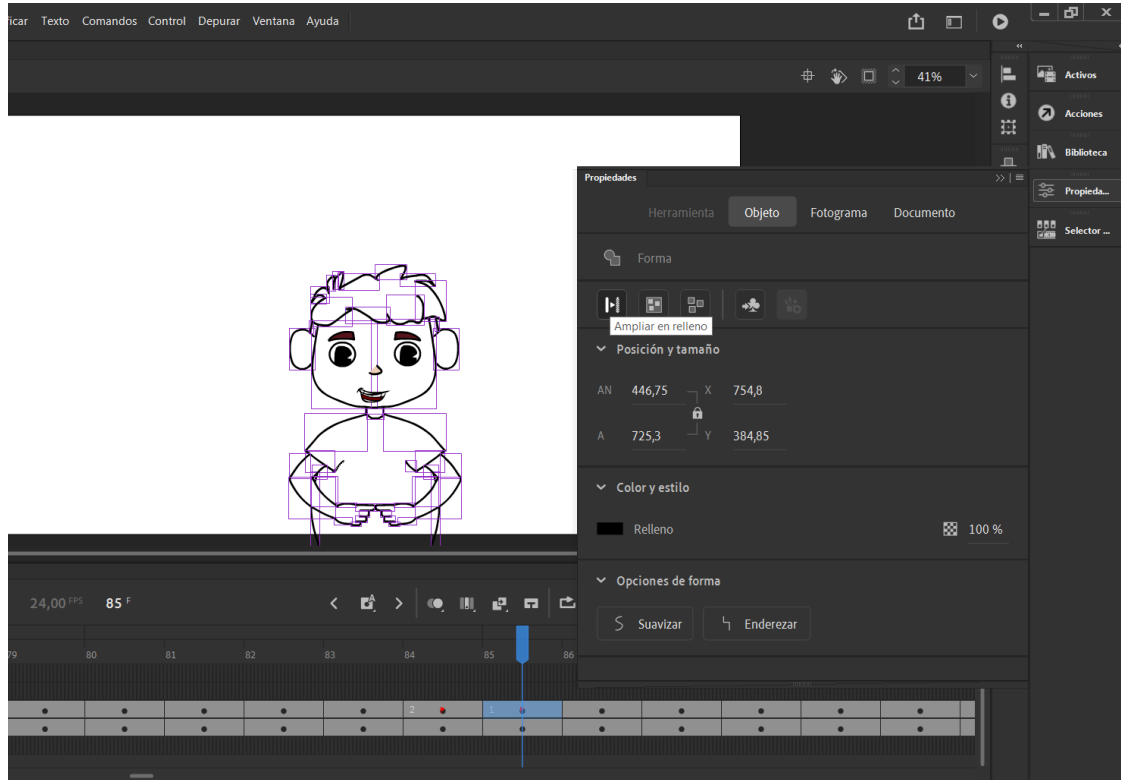 ficar Texto Comandos Control Depurar Ventana Ayuda
41%
Activos
Acciones
Biblioteca
Propieda...
Selector ...
Propiedades
Herramienta Objeto Fotograma Documento
Forma
Ampliar en relleno
Posición y tamaño
AN 446,75 X 754,8
A 725,3 Y 384,85
Color y estilo
Relleno 100 %
Opciones de forma
Suavizar Enderezar
24,00 FPS 85 F
79 80 81 82 83 84 85 86
2 1